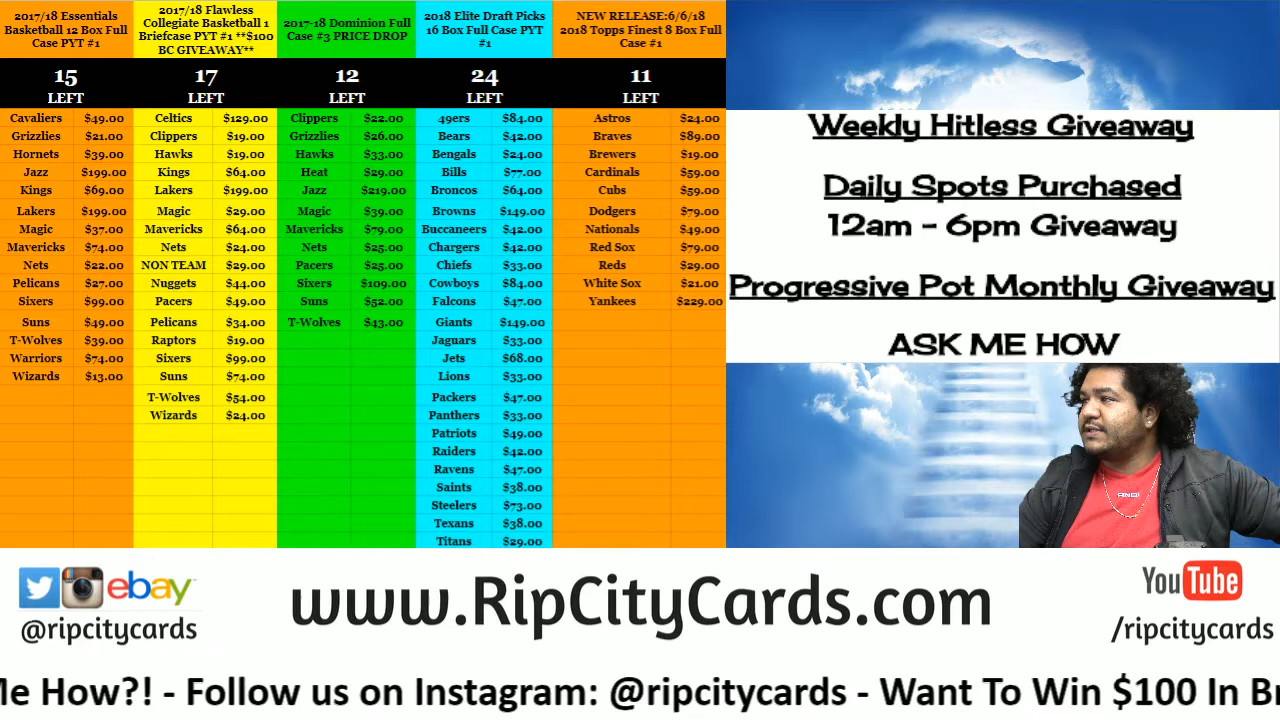 2017/18 Essentials
Basketball 12 Box Full
Case PYT #1
15
LEFT
Cavaliers $49.00
Grizzlies $21.00
Hornets $39.00
Jazz $199.00
Kings $69.00
Lakers $199.00
Magic $37.00
Mavericks $74.00
Nets $22.00
Pelicans $27.00
Sixers $99.00
Suns $49.00
T-Wolves $39.00
Warriors $74.00
Wizards $13.00
2017/18 Flawless
Collegiate Basketball 1
Briefcase PYT #1 **$100
BC GIVEAWAY**
17
LEFT
Celtics $129.00
Clippers $19.00
Hawks $19.00
Kings $64.00
Lakers $199.00
Magic $29.00
Mavericks $64.00
Nets $24.00
NON TEAM $29.00
Nuggets $44.00
Pacers $49.00
Pelicans $34.00
Raptors $19.00
Sixers $99.00
Suns $74.00
T-Wolves $54.00
Wizards $24.00
2017-18 Dominion Full
Case #3 PRICE DROP
12
LEFT
Clippers $22.00
Grizzlies $26.00
Hawks $33.00
Heat $29.00
Jazz $219.00
Magic $39.00
Mavericks $79.00
Nets $25.00
Pacers $25.00
Sixers $109.00
Suns $52.00
T-Wolves $43.00
2018 Elite Draft Picks
16 Box Full Case PYT
#1
24
LEFT
49ers $84.00
Bears $42.00
Bengals $24.00
Bills $77.00
Broncos $64.00
Browns $149.00
Buccaneers $42.00
Chargers $42.00
Chiefs $33.00
Cowboys $84.00
Falcons $47.00
Giants $149.00
Jaguars $33.00
Jets $68.00
Lions $33.00
Packers $47.00
Panthers $33.00
Patriots $49.00
Raiders $42.00
Ravens $47.00
Saints $38.00
Steelers $73.00
Texans $38.00
Titans $29.00
NEW RELEASE:6/6/18
2018 Topps Finest 8 Box Full
Case #1
11
LEFT
Astros $24.00
Braves $89.00
Brewers $19.00
Cardinals $59.00
Cubs $59.00
Dodgers $79.00
Nationals $49.00
Red Sox $79.00
Reds $29.00
White Sox $21.00
Yankees $229.00
Weekly Hitless Giveaway
Daily Spots Purchased
12am - 6pm Giveaway
Progressive Pot Monthly Giveaway
ASK ME HOW
ebay
@ripcitycards
www.RipCityCards.com
YouTube
/ripcitycards
Me How?! - Follow us on Instagram: @ripcitycards - Want To Win $100 In Br